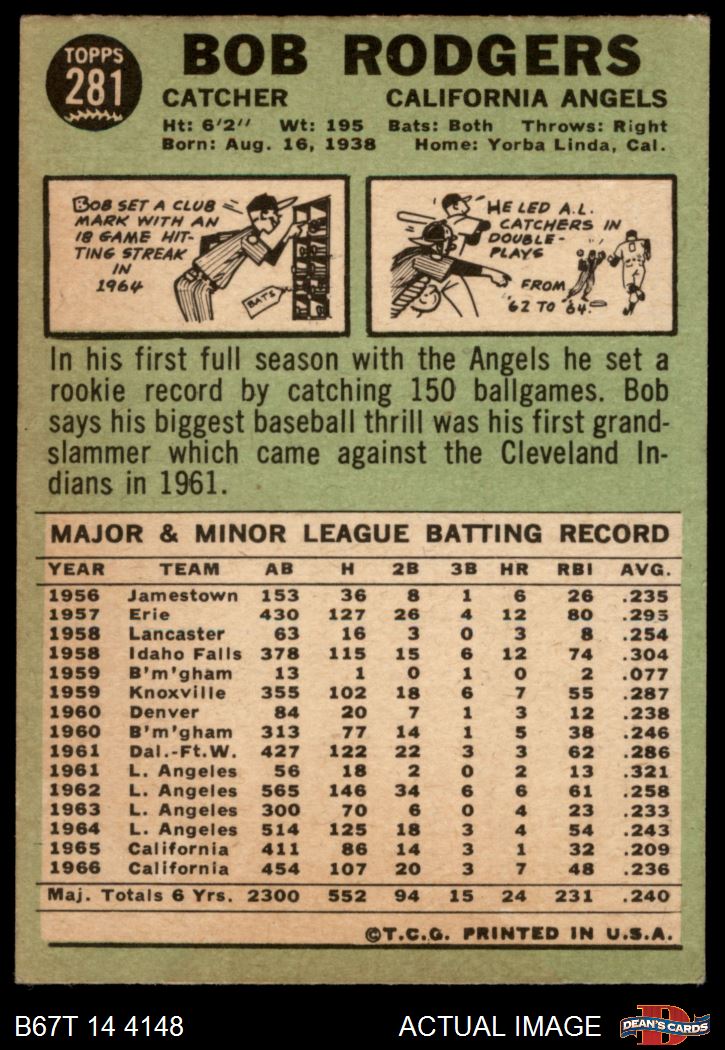 TOPPS
281
BOB RODGERS
CATCHER CALIFORNIA ANGELS
Ht: 6'2" Wt: 195 Bats: Both Throws: Right
Born: Aug. 16, 1938 Home: Yorba Linda, Cal.
BOB SET A CLUB
MARK WITH AN
18 GAME HIT-
TING STREAK
IN
1964
BATS
HE LED A.L.
CATCHERS IN
DOUBLE-
PLAYS
FROM
'62 TO '64.
In his first full season with the Angels he set a
rookie record by catching 150 ballgames. Bob
says his biggest baseball thrill was his first grand-
slammer which came against the Cleveland In-
dians in 1961.
MAJOR & MINOR LEAGUE BATTING RECORD
YEAR TEAM AB H 2B 3B HR RBI AVG.
1956 Jamestown 153 36 8 1 6 26 .235
1957 Erie 430 127 26 4 12 80 .295
1958 Lancaster 63 16 3 0 3 8 .254
1958 Idaho Falls 378 115 15 6 12 74 .304
1959 B'm'gham 13 1 0 1 0 2 .077
1959 Knoxville 355 102 18 6 7 55 .287
1960 Denver 84 20 7 1 3 12 .238
1960 B'm'gham 313 77 14 1 5 38 .246
1961 Dal.-Ft.W. 427 122 22 3 3 62 .286
1961 L. Angeles 56 18 2 0 2 13 .321
1962 L. Angeles 565 146 34 6 6 61 .258
1963 L. Angeles 300 70 6 0 4 23 .233
1964 L. Angeles 514 125 18 3 4 54 .243
1965 California 411 86 14 3 1 32 .209
1966 California 454 107 20 3 7 48 .236
Maj. Totals 6 Yrs. 2300 552 94 15 24 231 .240
©T.C.G. PRINTED IN U.S.A.
B67T 14 4148 ACTUAL IMAGE
D
DEAN'S CARDS